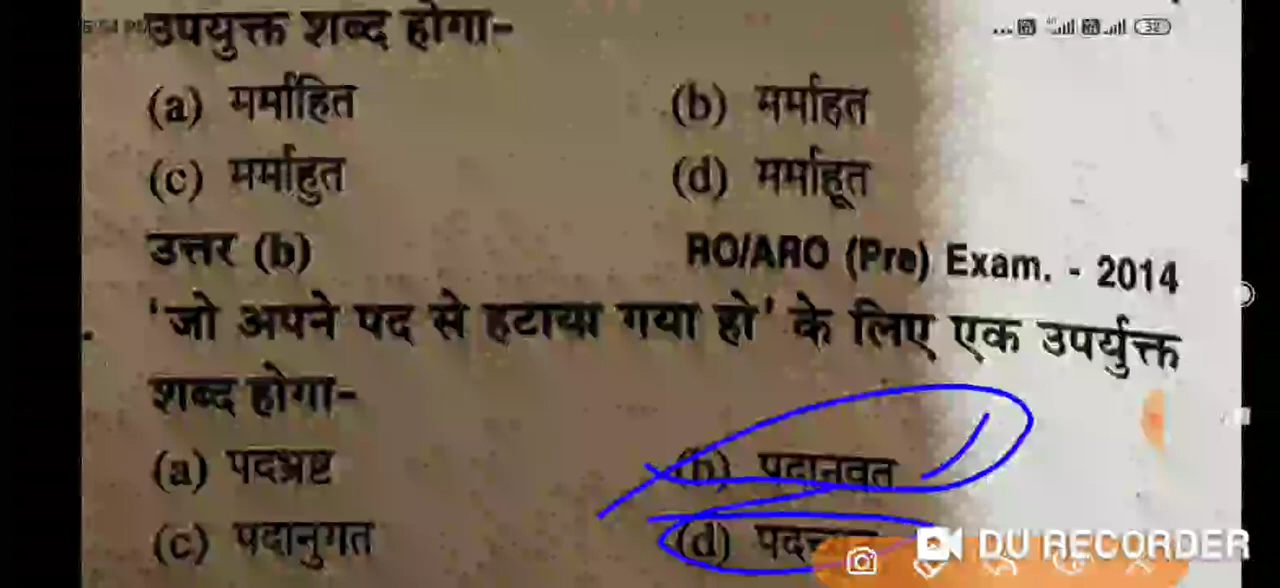 उपयुक्त शब्द होगा-
(a) मर्माहित (b) मर्माहत
(c) मर्माहुत (d) मर्माहूत
उत्तर (b) RO/ARO (Pre) Exam. - 2014
'जो अपने पद से हटाया गया हो' के लिए एक उपर्युक्त
शब्द होगा-
(a) पदभ्रष्ट (b) पदानवत
(c) पदानुगत (d)
DU RECORDER
32